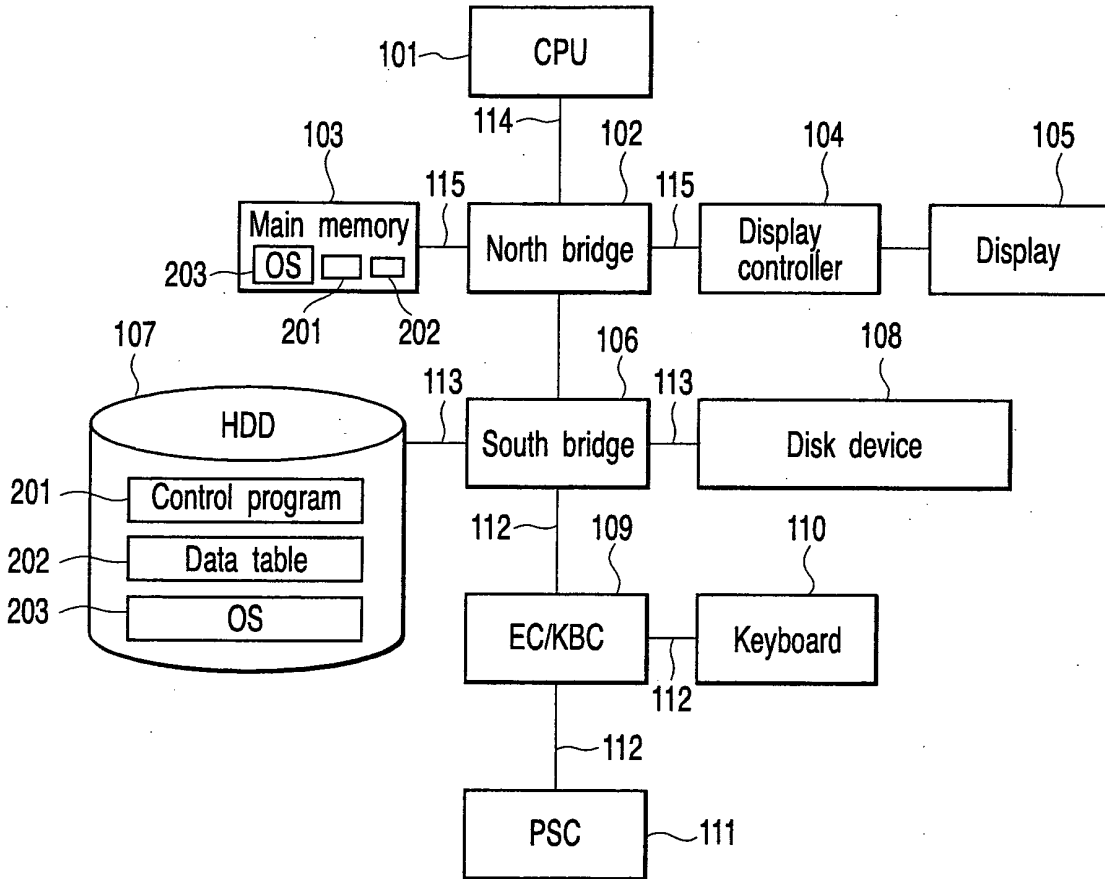 CPU
101
114
103
102
104
105
115
115
Main memory
OS
203
201
202
North bridge
Display controller
Display
107
106
108
113
113
HDD
South bridge
Disk device
201
Control program
202
Data table
203
OS
112
109
110
EC/KBC
Keyboard
112
112
PSC
111